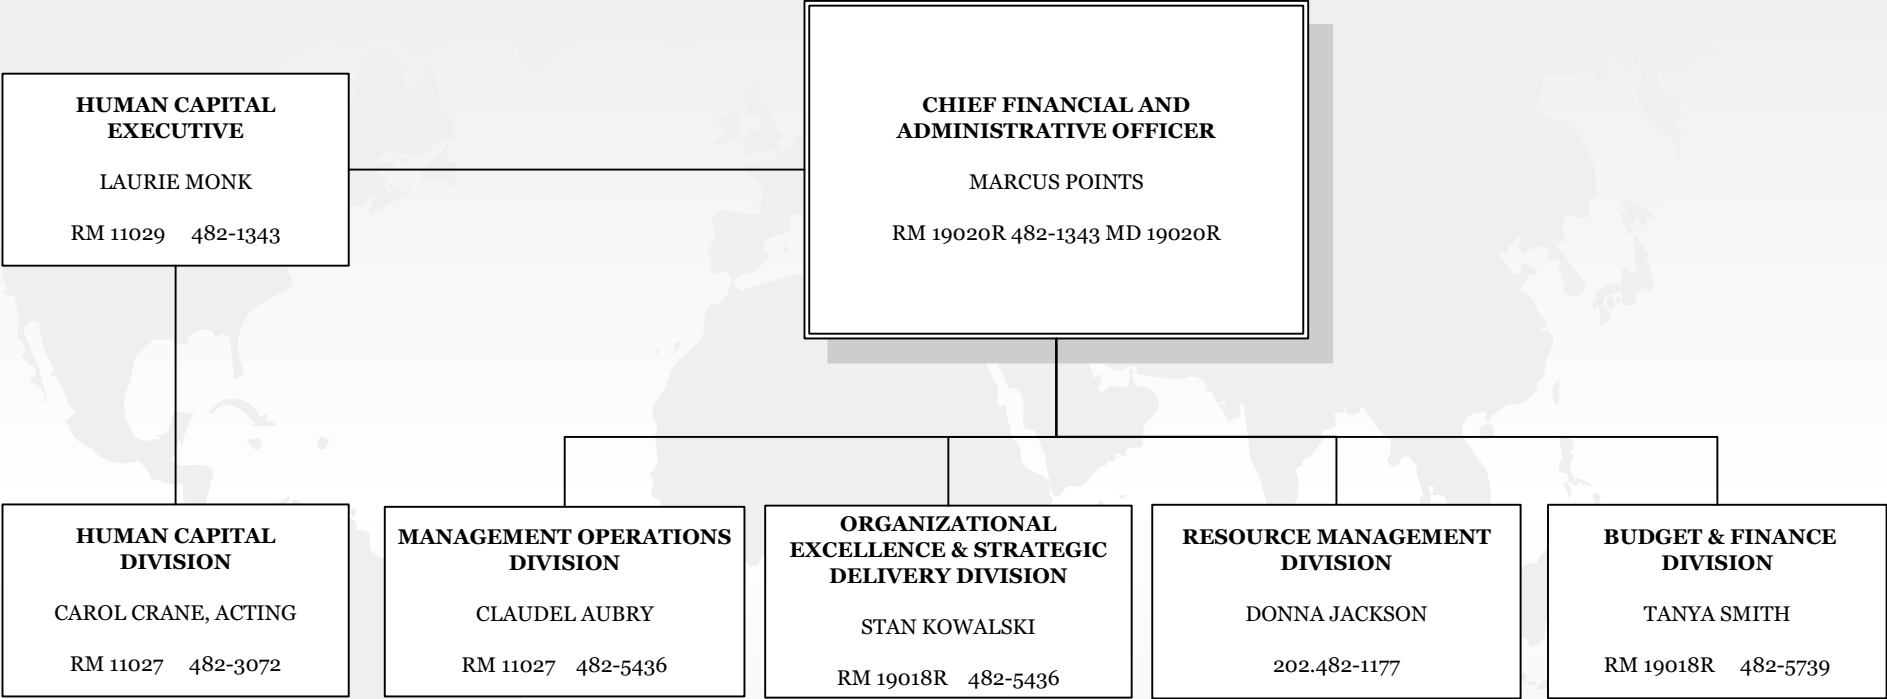 HUMAN CAPITAL
EXECUTIVE
LAURIE MONK
RM 11029 482-1343
CHIEF FINANCIAL AND
ADMINISTRATIVE OFFICER
MARCUS POINTS
RM 19020R 482-1343 MD 19020R
HUMAN CAPITAL
DIVISION
CAROL CRANE, ACTING
RM 11027 482-3072
MANAGEMENT OPERATIONS
DIVISION
CLAUDEL AUBRY
RM 11027 482-5436
ORGANIZATIONAL
EXCELLENCE & STRATEGIC
DELIVERY DIVISION
STAN KOWALSKI
RM 19018R 482-5436
RESOURCE MANAGEMENT
DIVISION
DONNA JACKSON
202.482-1177
BUDGET & FINANCE
DIVISION
TANYA SMITH
RM 19018R 482-5739